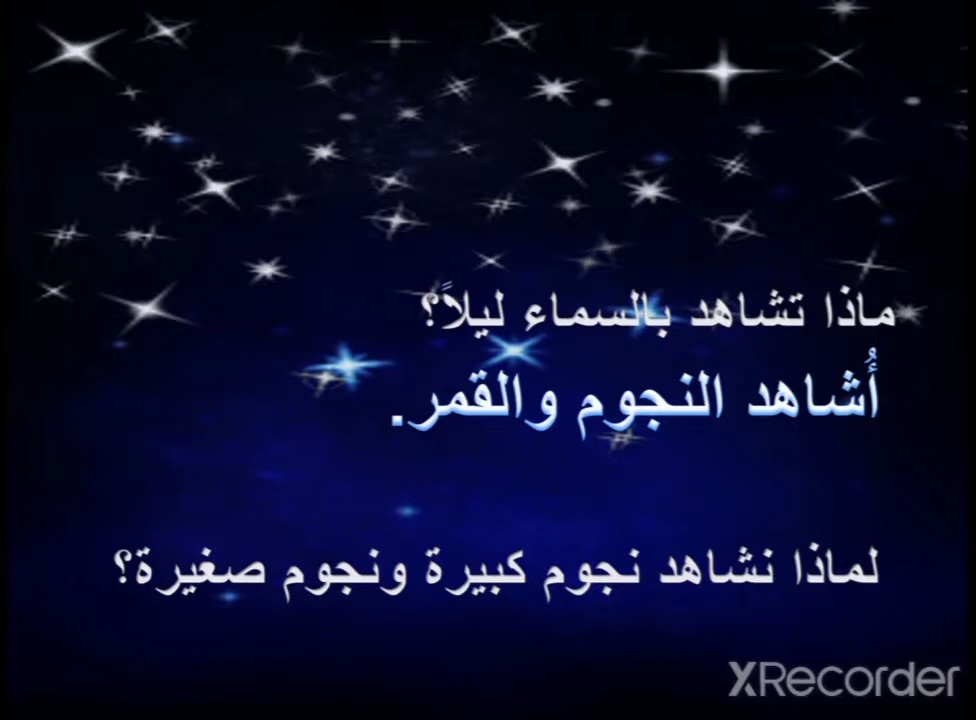 ماذا تشاهد بالسماء ليلاً؟
أُشاهد النجوم والقمر.
لماذا نشاهد نجوم كبيرة ونجوم صغيرة؟
XRecorder